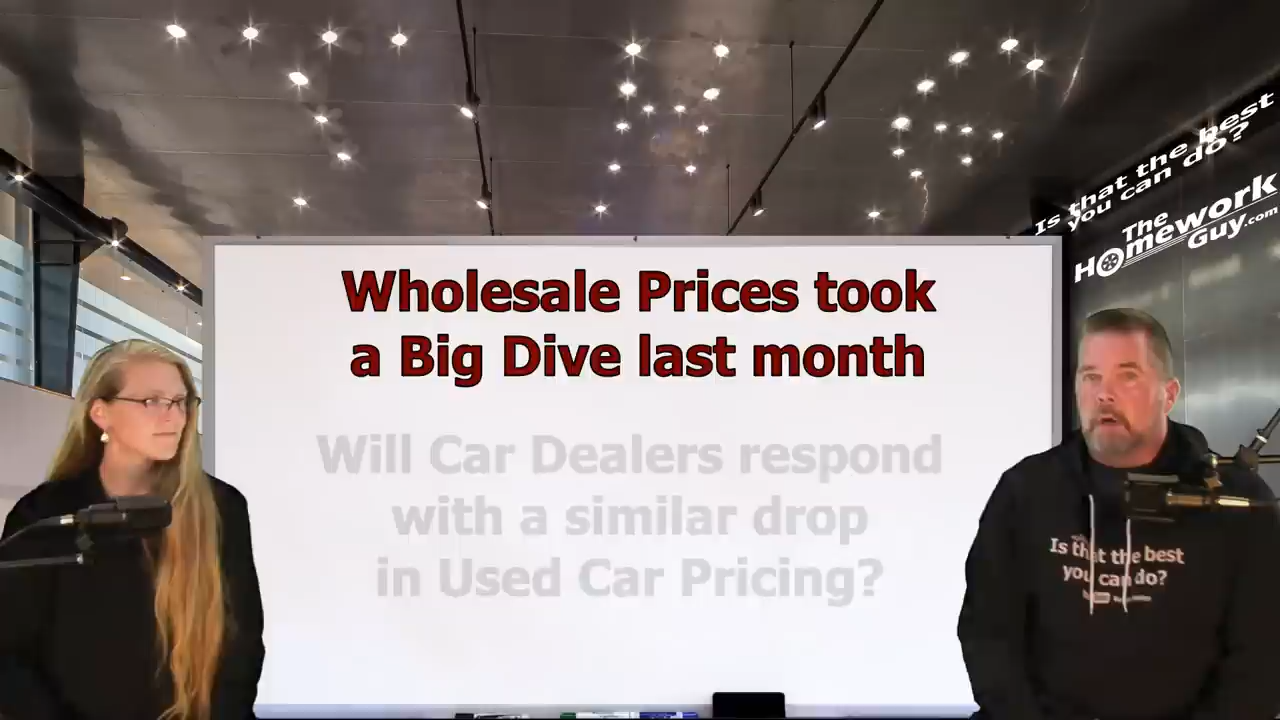 Is that the best
you can do?
The
Homework
Guy.com
Wholesale Prices took
a Big Dive last month
Will Car Dealers respond
with a similar drop
in Used Car Pricing?
Is that the best
you can do?